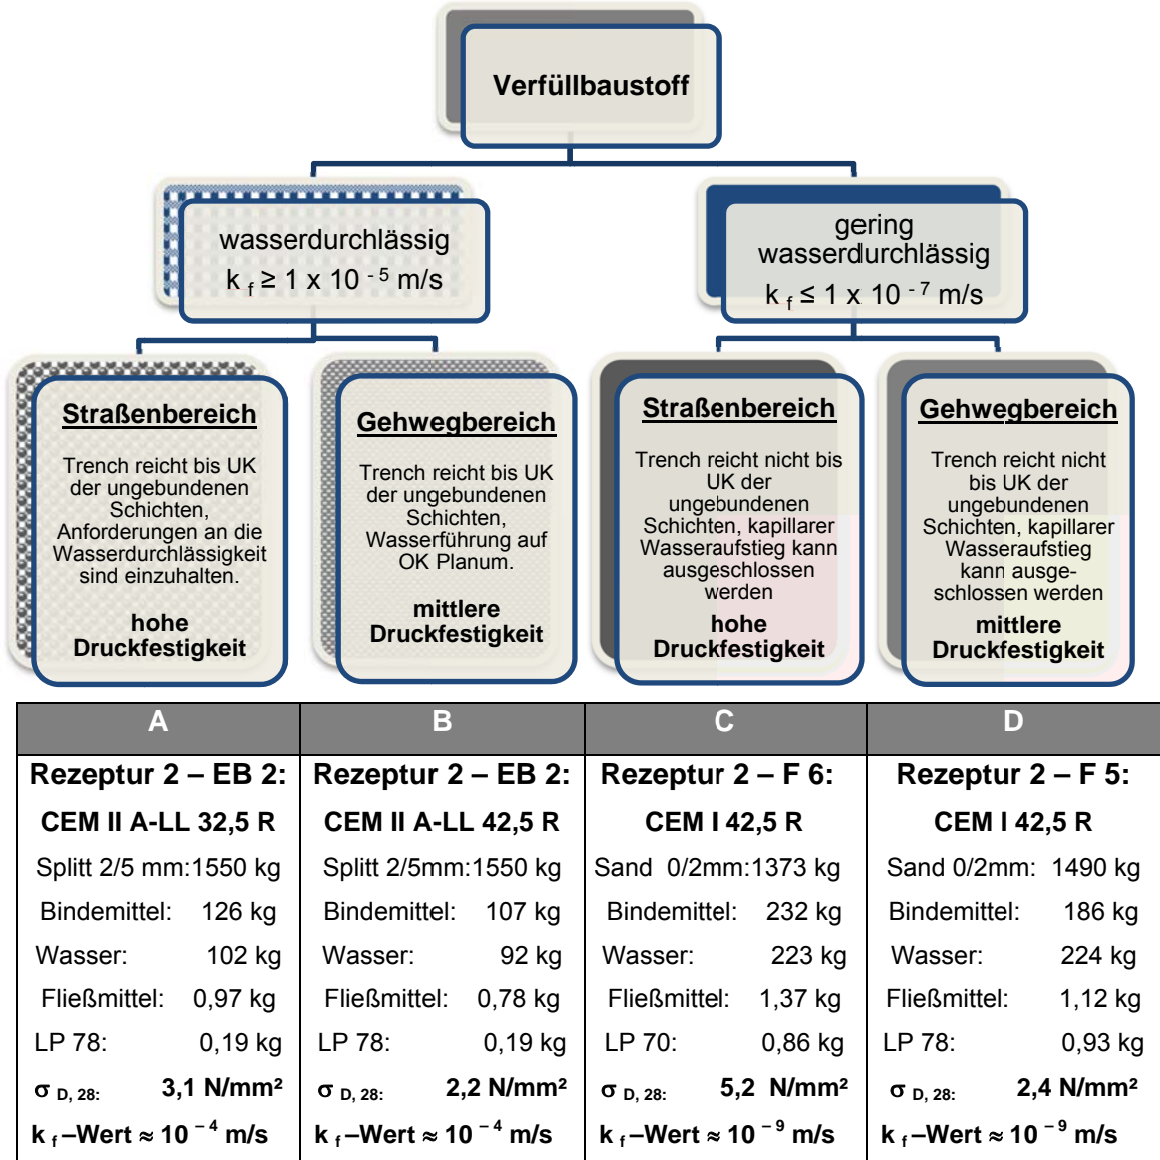 Verfüllbaustoff
wasserdurchlässig
k f ≥ 1 x 10 - 5 m/s
gering
wasserdurchlässig
k f ≤ 1 x 10 - 7 m/s
Straßenbereich
Trench reicht bis UK
der ungebundenen
Schichten,
Anforderungen an die
Wasserdurchlässigkeit
sind einzuhalten.
hohe
Druckfestigkeit
Gehwegbereich
Trench reicht bis UK
der ungebundenen
Schichten,
Wasserführung auf
OK Planum.
mittlere
Druckfestigkeit
Straßenbereich
Trench reicht nicht bis
UK der
ungebundenen
Schichten, kapillarer
Wasseraufstieg kann
ausgeschlossen
werden
hohe
Druckfestigkeit
Gehwegbereich
Trench reicht nicht
bis UK der
ungebundenen
Schichten, kapillarer
Wasseraufstieg
kann ausge-
schlossen werden
mittlere
Druckfestigkeit
A B C D
Rezeptur 2 – EB 2: Rezeptur 2 – EB 2: Rezeptur 2 – F 6: Rezeptur 2 – F 5:
CEM II A-LL 32,5 R CEM II A-LL 42,5 R CEM I 42,5 R CEM I 42,5 R
Splitt 2/5 mm:1550 kg Splitt 2/5mm:1550 kg Sand 0/2mm:1373 kg Sand 0/2mm: 1490 kg
Bindemittel: 126 kg Bindemittel: 107 kg Bindemittel: 232 kg Bindemittel: 186 kg
Wasser: 102 kg Wasser: 92 kg Wasser: 223 kg Wasser: 224 kg
Fließmittel: 0,97 kg Fließmittel: 0,78 kg Fließmittel: 1,37 kg Fließmittel: 1,12 kg
LP 78: 0,19 kg LP 78: 0,19 kg LP 70: 0,86 kg LP 78: 0,93 kg
σ D, 28: 3,1 N/mm² σ D, 28: 2,2 N/mm² σ D, 28: 5,2 N/mm² σ D, 28: 2,4 N/mm²
k f –Wert ≈ 10 – 4 m/s k f –Wert ≈ 10 – 4 m/s k f –Wert ≈ 10 – 9 m/s k f –Wert ≈ 10 – 9 m/s